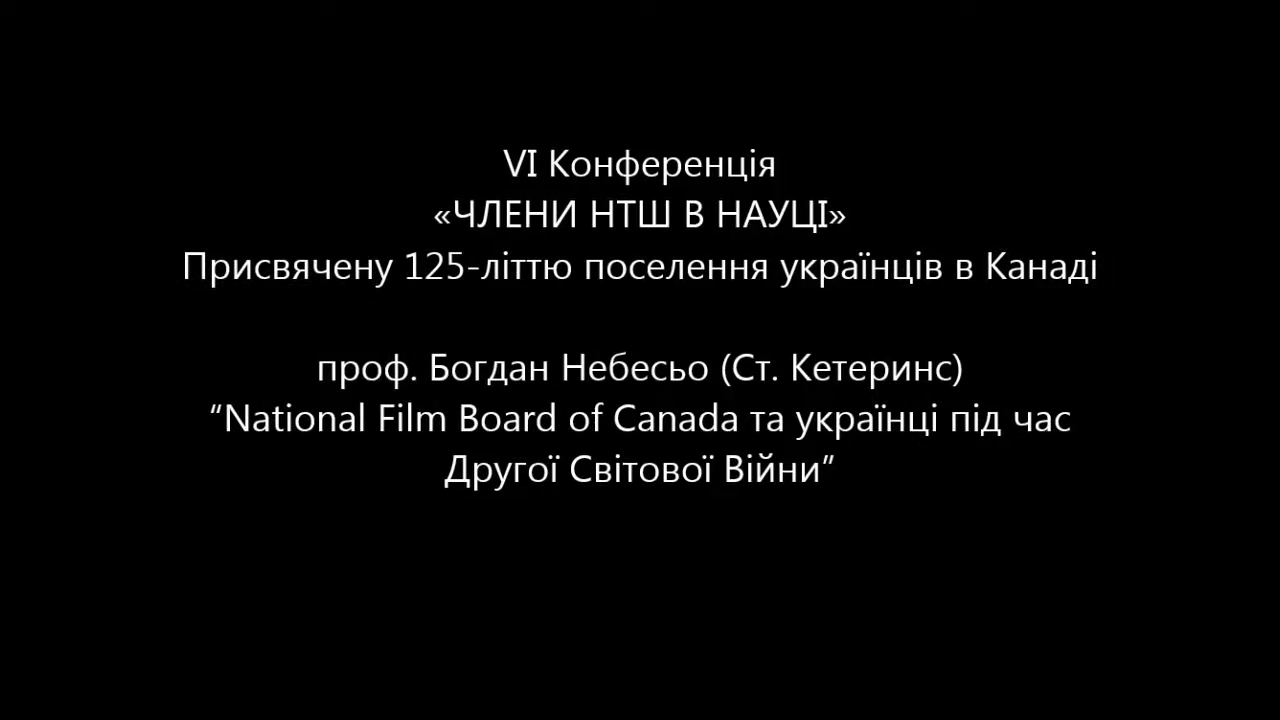 VI Конференція
«ЧЛЕНИ НТШ В НАУЦІ»
Присвячену 125-літтю поселення українців в Канаді
проф. Богдан Небесьо (Ст. Кетеринс)
“National Film Board of Canada та українці під час
Другої Світової Війни”